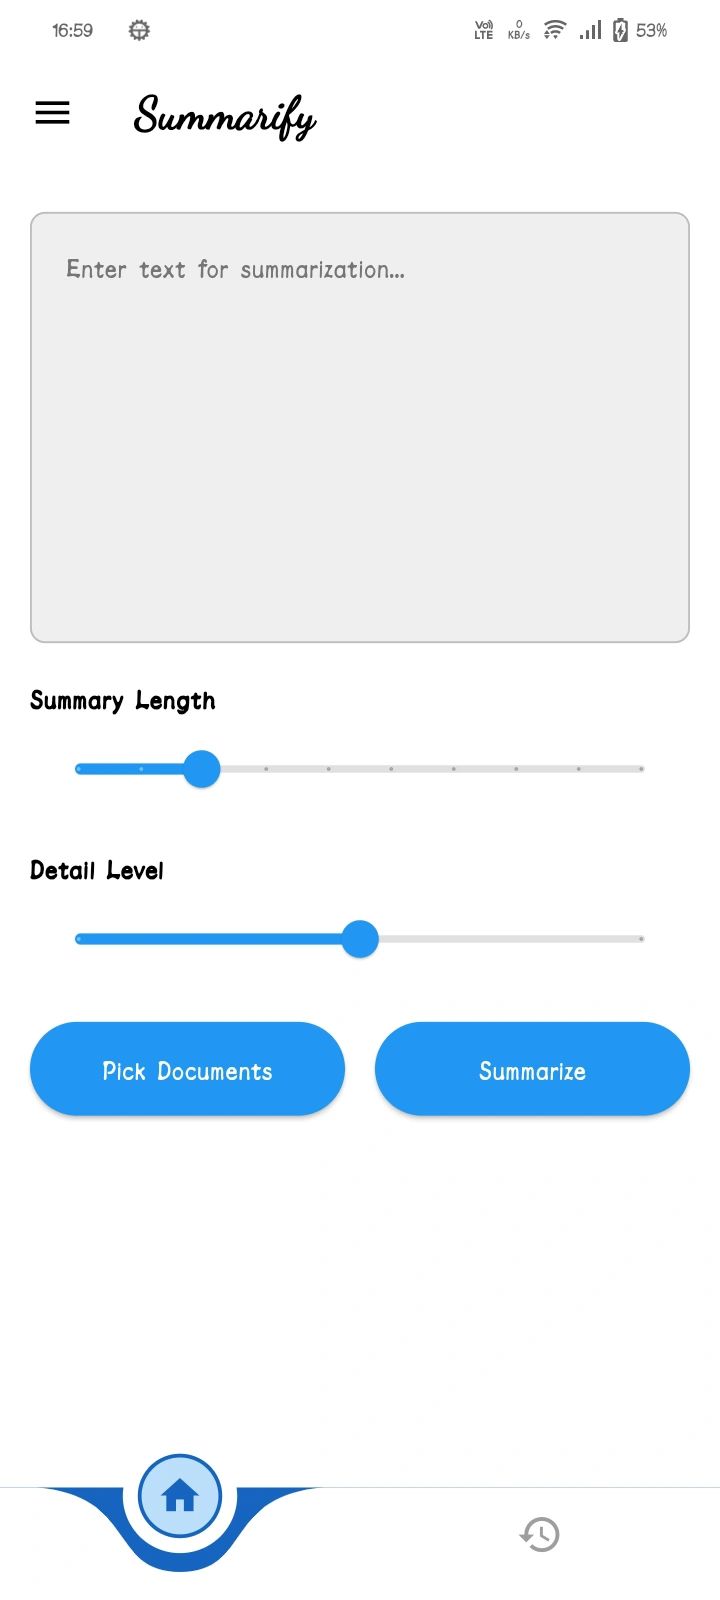 16:59 Vo) LTE 0 KB/s 53%
Summarify
Enter text for summarization...
Summary Length
Detail Level
Pick Documents Summarize